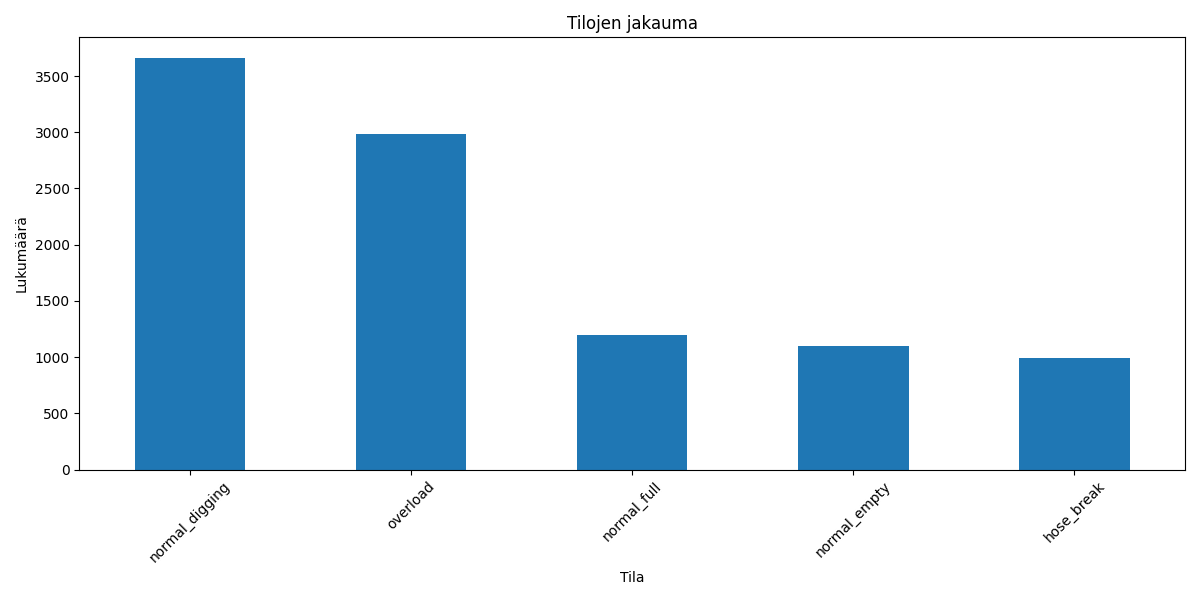 Tilojen jakauma
Lukumäärä
3500
3000
2500
2000
1500
1000
500
0
normal_digging
overload
normal_full
normal_empty
hose_break
Tila